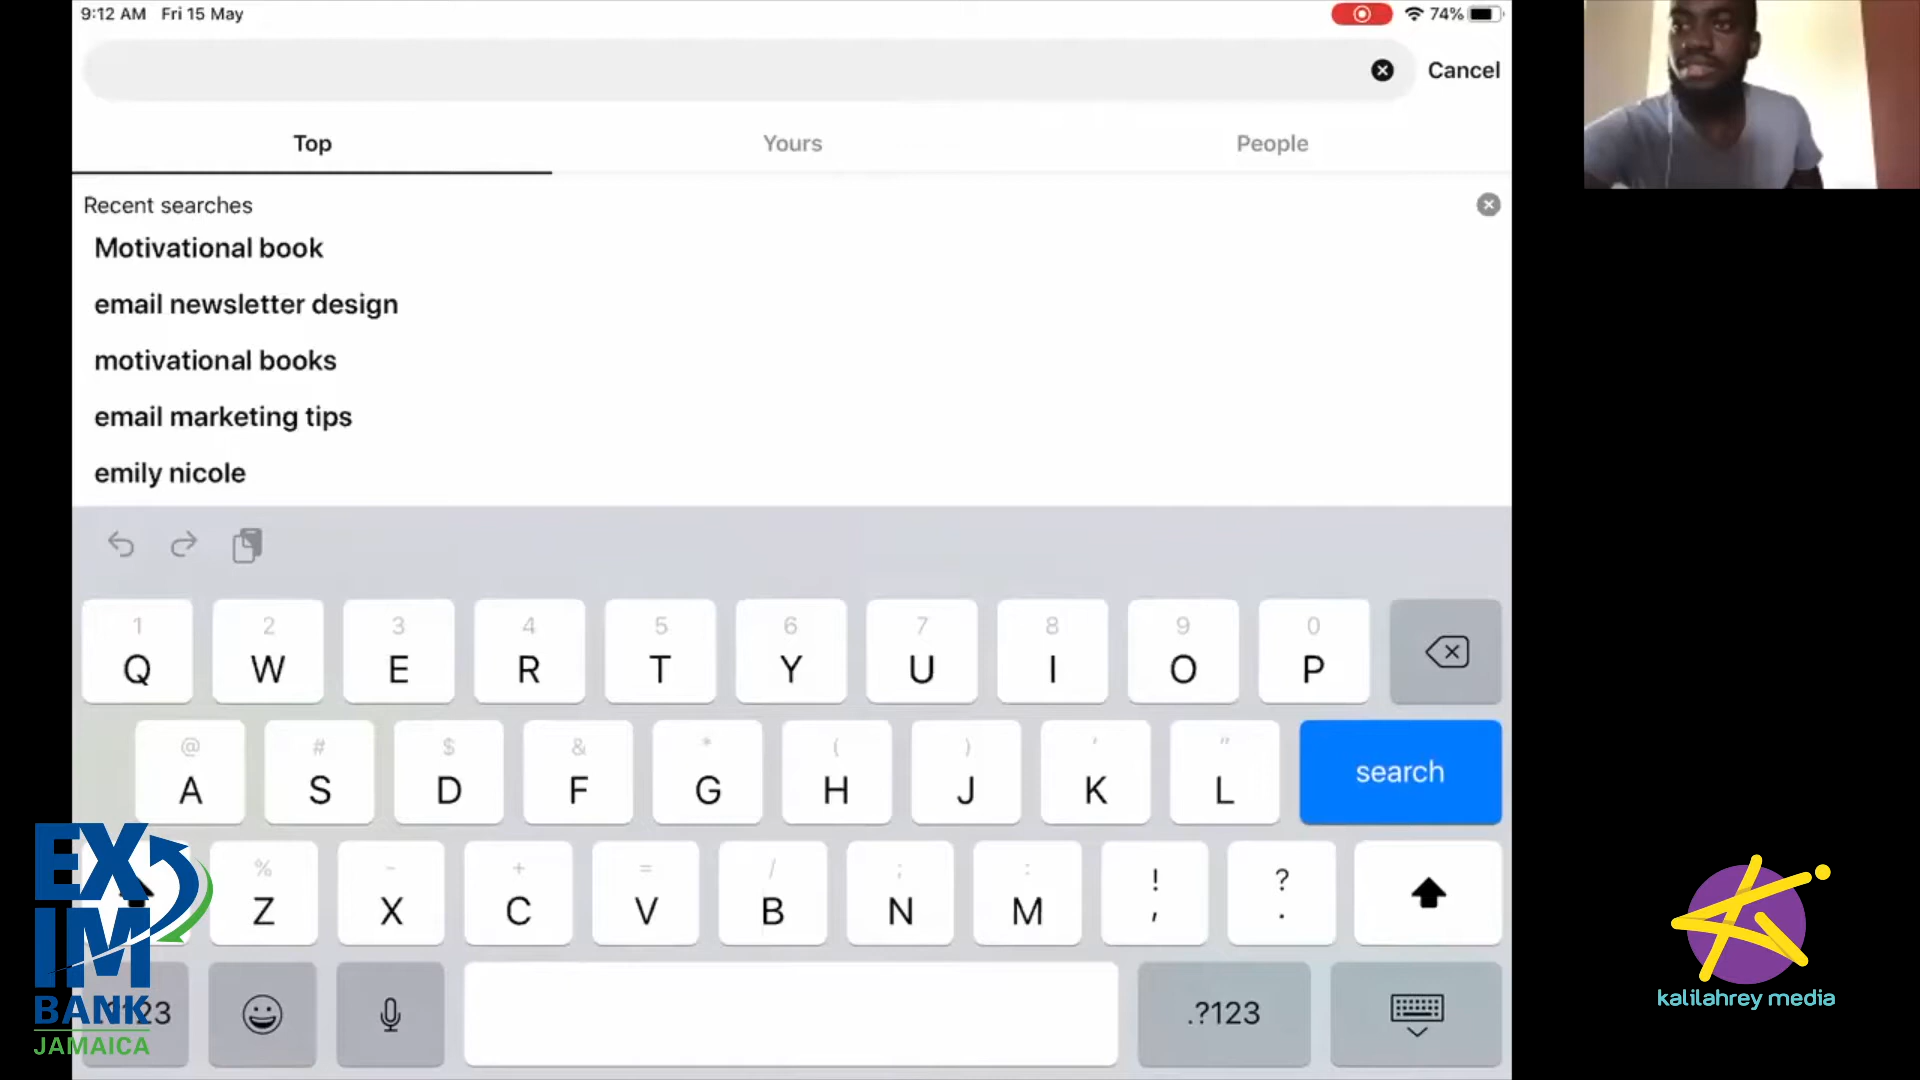 9:12 AM Fri 15 May
74%
Cancel
Top Yours People
Recent searches
Motivational book
email newsletter design
motivational books
email marketing tips
emily nicole
1 2 3 4 5 6 7 8 9 0
Q W E R T Y U I O P
@ # $ & * ( ) ' "
A S D F G H J K L search
% - + = / ; : ! ?
Z X C V B N M , .
.?123
EX
IM
BANK
JAMAICA
kalilahrey media